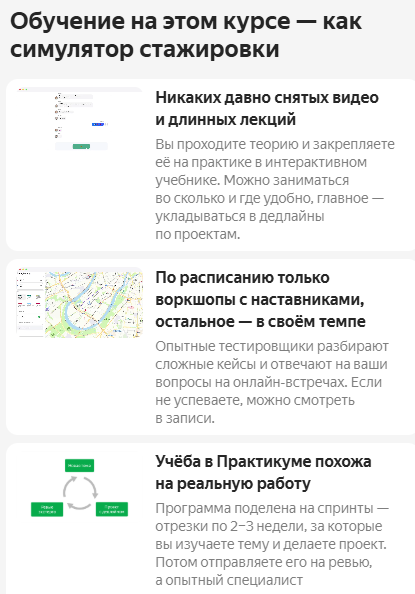 Обучение на этом курсе — как
симулятор стажировки
Никаких давно снятых видео
и длинных лекций
Вы проходите теорию и закрепляете
её на практике в интерактивном
учебнике. Можно заниматься
во сколько и где удобно, главное —
укладываться в дедлайны
по проектам.
По расписанию только
воркшопы с наставниками,
остальное — в своём темпе
Опытные тестировщики разбирают
сложные кейсы и отвечают на ваши
вопросы на онлайн-встречах. Если
не успеваете, можно смотреть
в записи.
Учёба в Практикуме похожа
на реальную работу
Программа поделена на спринты —
отрезки по 2–3 недели, за которые
вы изучаете тему и делаете проект.
Потом отправляете его на ревью,
а опытный специалист